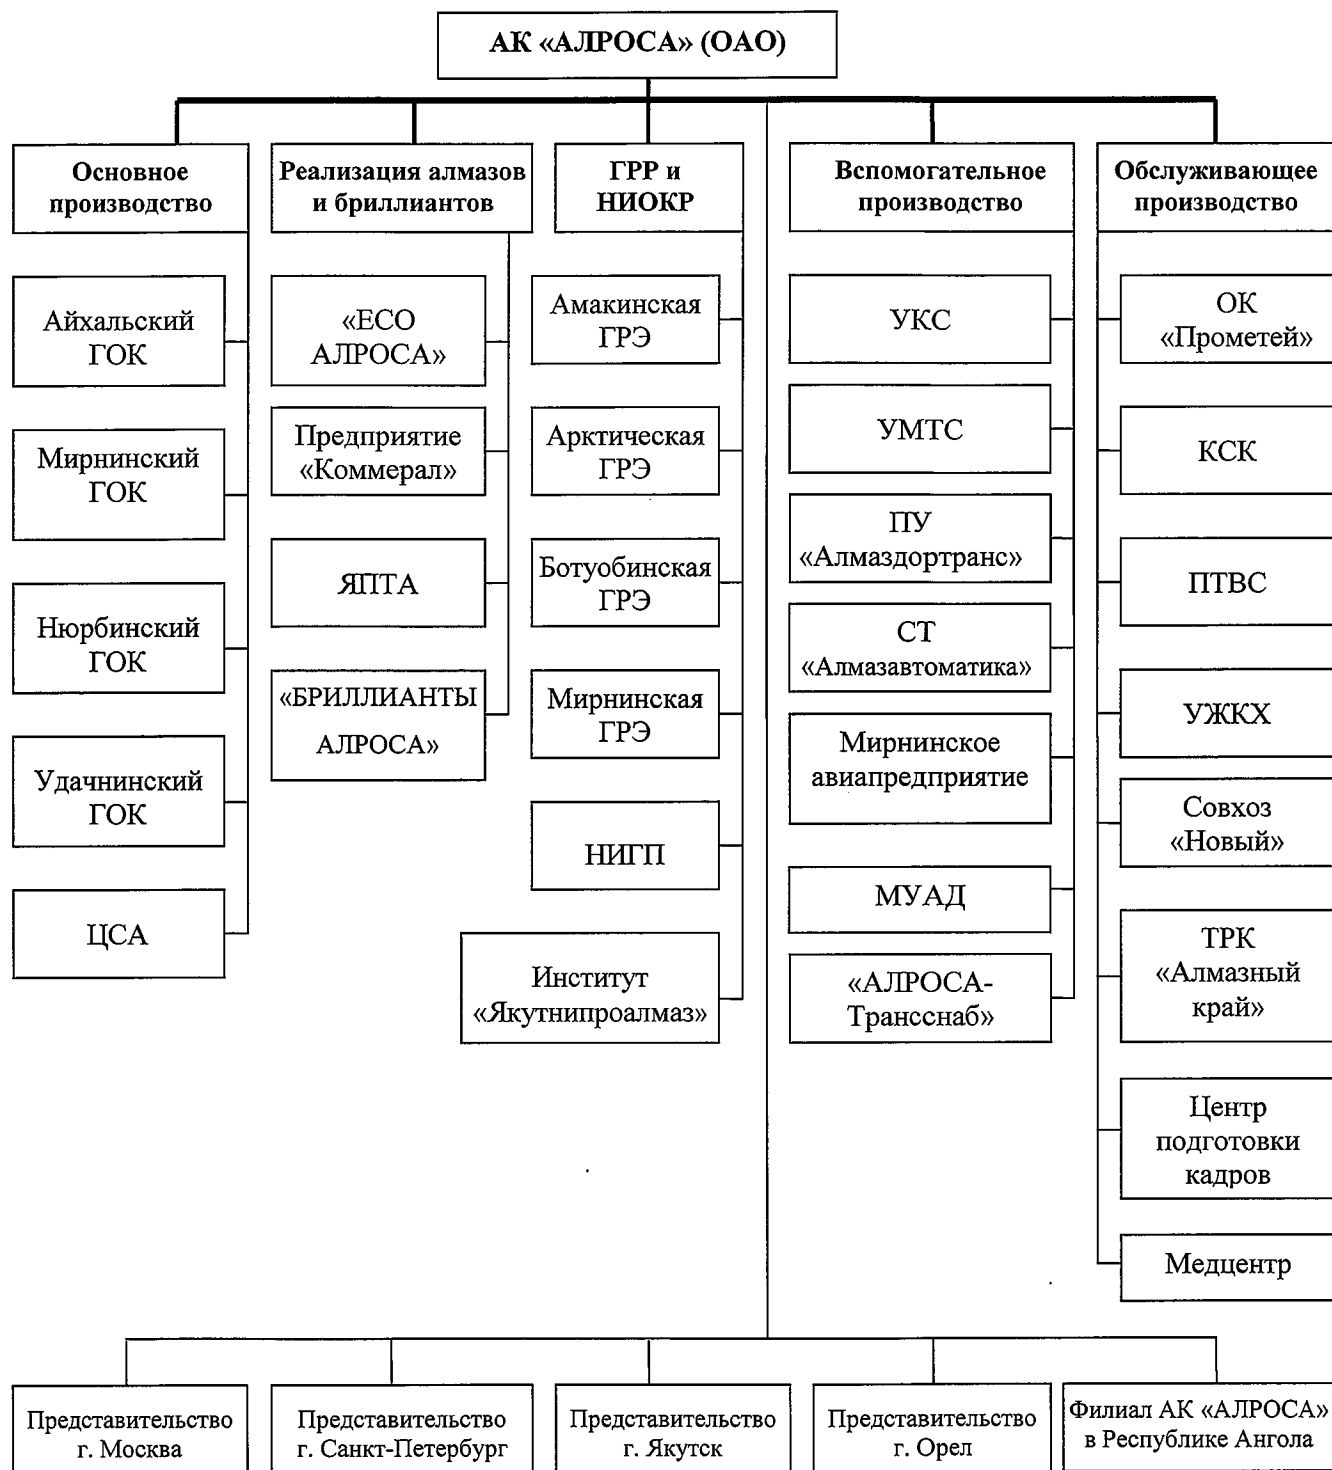 АК «АЛРОСА» (ОАО)
Основное
производство
Реализация алмазов
и бриллиантов
ГРР и
НИОКР
Вспомогательное
производство
Обслуживающее
производство
Айхальский
ГОК
Мирнинский
ГОК
Нюрбинский
ГОК
Удачнинский
ГОК
ЦСА
«ЕСО
АЛРОСА»
Предприятие
«Коммерал»
ЯПТА
«БРИЛЛИАНТЫ
АЛРОСА»
Амакинская
ГРЭ
Арктическая
ГРЭ
Ботуобинская
ГРЭ
Мирнинская
ГРЭ
НИГП
Институт
«Якутнипроалмаз»
УКС
УМТС
ПУ
«Алмаздортранс»
СТ
«Алмазавтоматика»
Мирнинское
авиапредприятие
МУАД
«АЛРОСА-
Трансснаб»
ОК
«Прометей»
КСК
ПТВС
УЖКХ
Совхоз
«Новый»
ТРК
«Алмазный
край»
Центр
подготовки
кадров
Медцентр
Представительство
г. Москва
Представительство
г. Санкт-Петербург
Представительство
г. Якутск
Представительство
г. Орел
Филиал АК «АЛРОСА»
в Республике Ангола